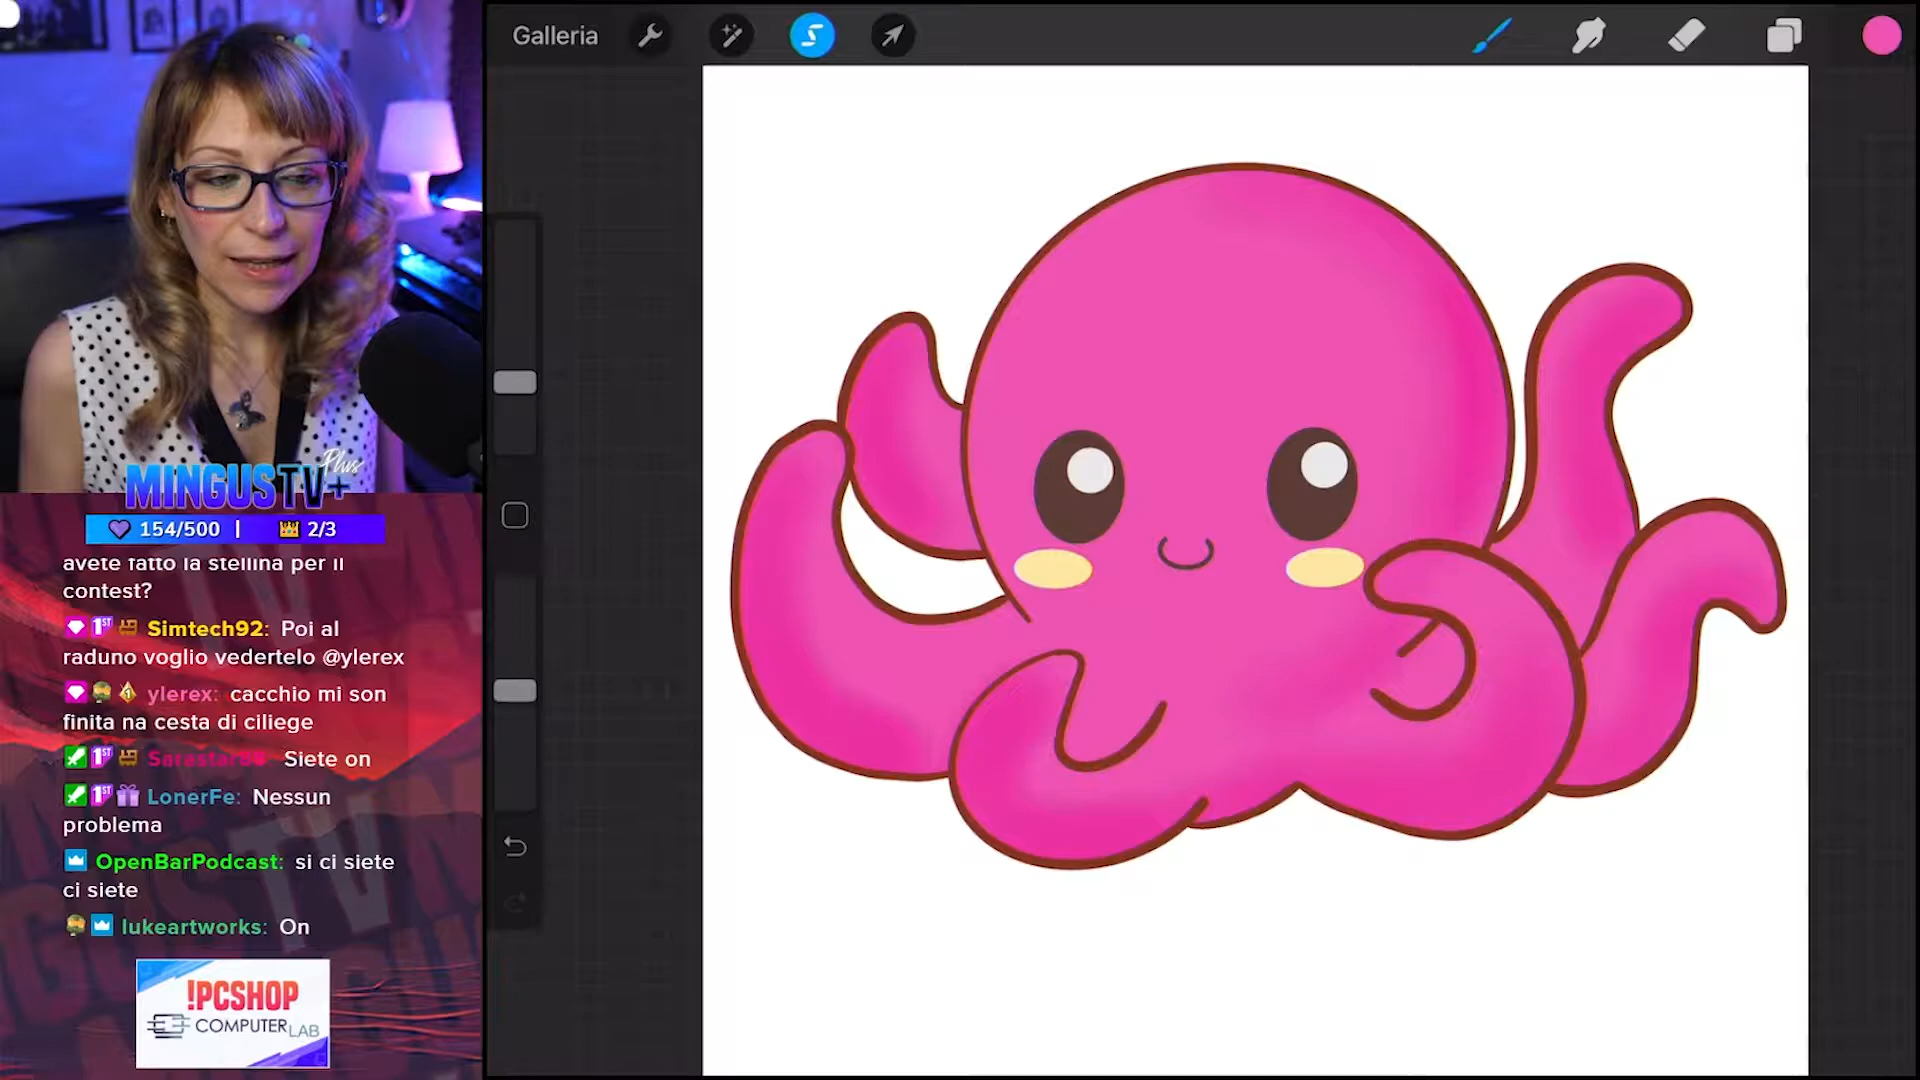 Galleria
MINGUSTV+
Plus
154/500 | 2/3
avete fatto la stellina per il
contest?
Simtech92: Poi al
raduno voglio vedertelo @ylerex
ylerex: cacchio mi son
finita na cesta di ciliege
Siete on
LonerFe: Nessun
problema
OpenBarPodcast: si ci siete
ci siete
lukeartworks: On
!PCSHOP
COMPUTER LAB